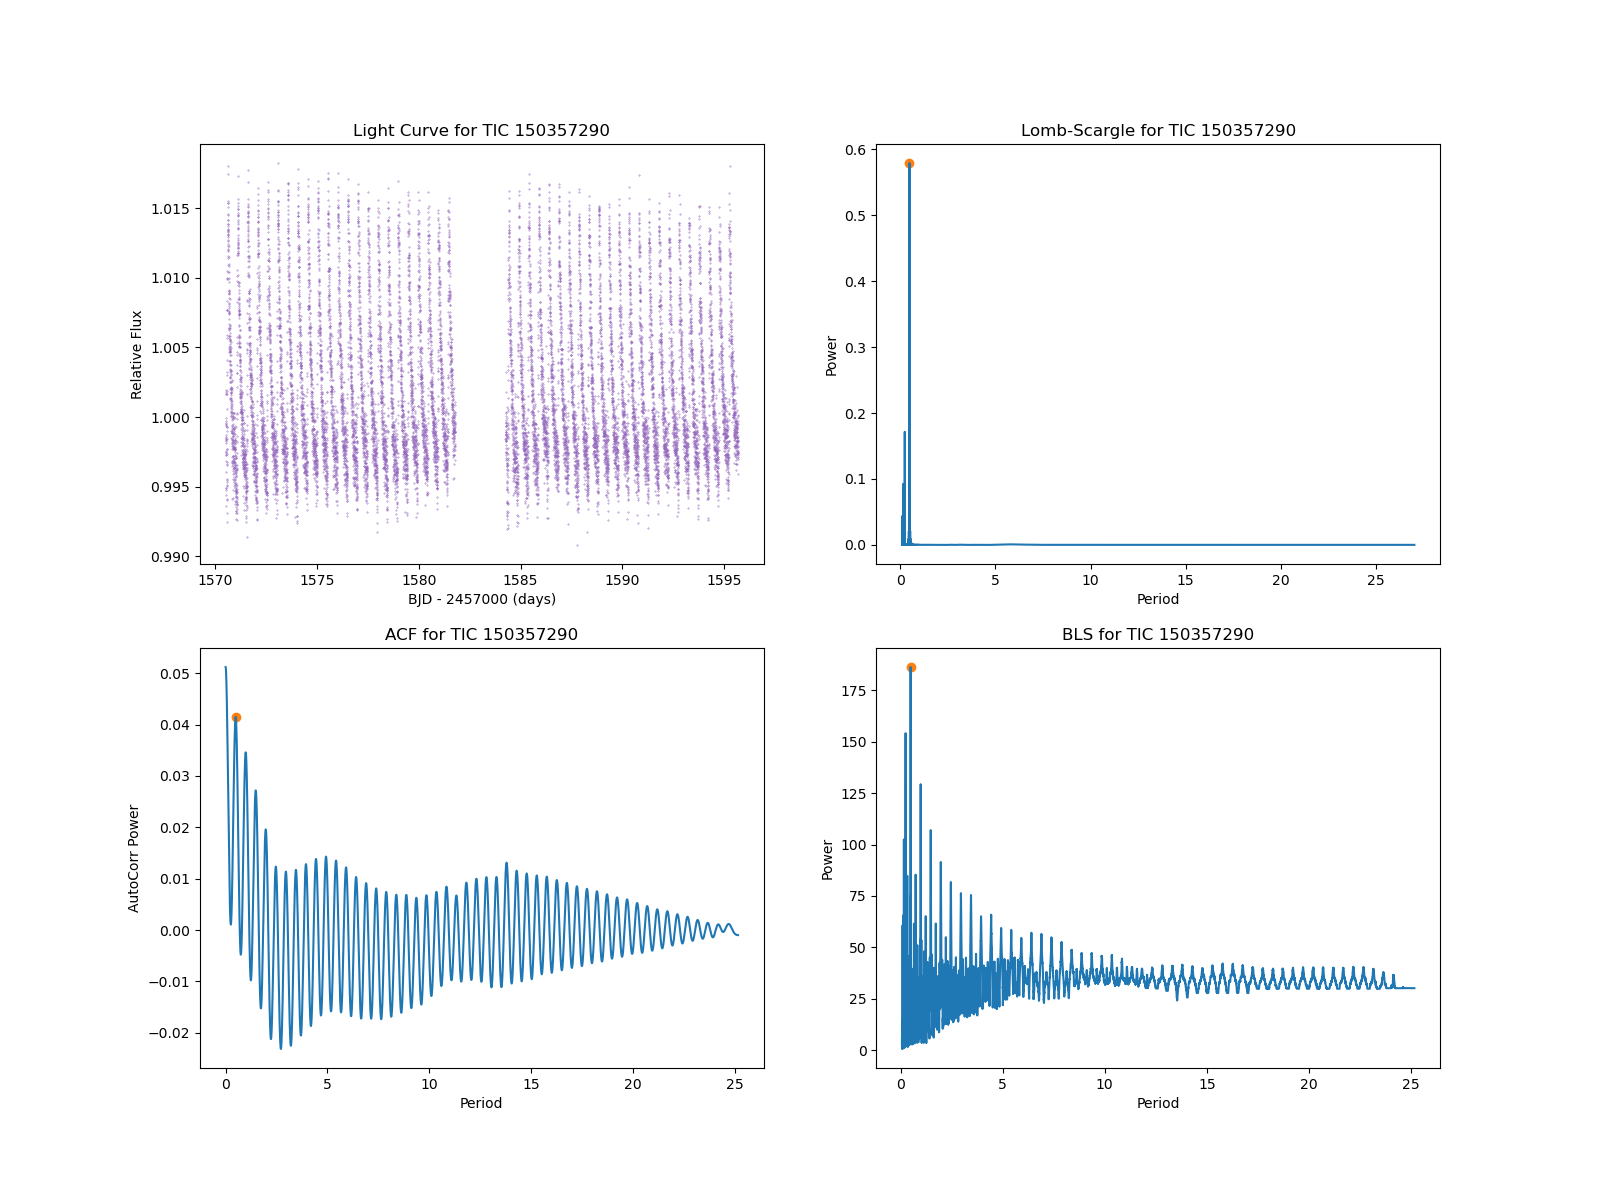 Light Curve for TIC 150357290
1.015
1.010
1.005
1.000
0.995
0.990
Relative Flux
1570 1575 1580 1585 1590 1595
BJD - 2457000 (days)
Lomb-Scargle for TIC 150357290
0.6
0.5
0.4
0.3
0.2
0.1
0.0
Power
0 5 10 15 20 25
Period
ACF for TIC 150357290
0.05
0.04
0.03
0.02
0.01
0.00
−0.01
−0.02
AutoCorr Power
0 5 10 15 20 25
Period
BLS for TIC 150357290
175
150
125
100
75
50
25
0
Power
0 5 10 15 20 25
Period